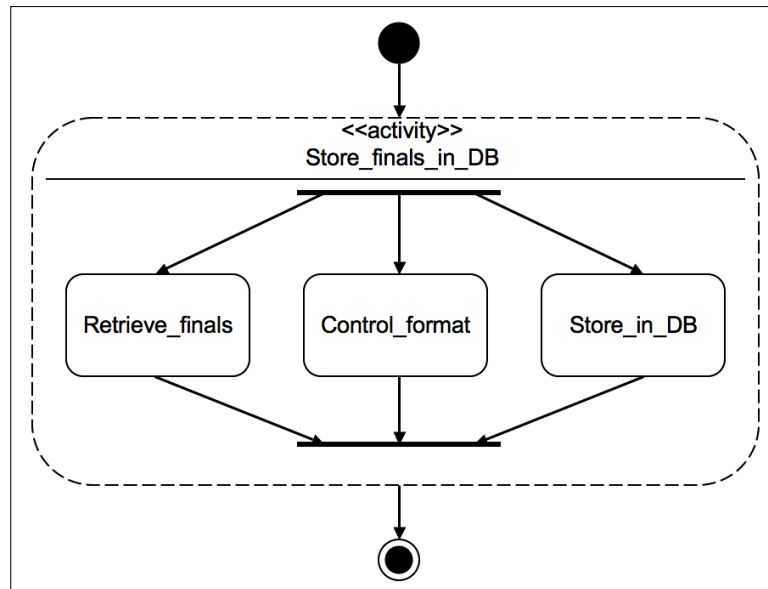 <<activity>>
Store_finals_in_DB
Retrieve_finals
Control_format
Store_in_DB